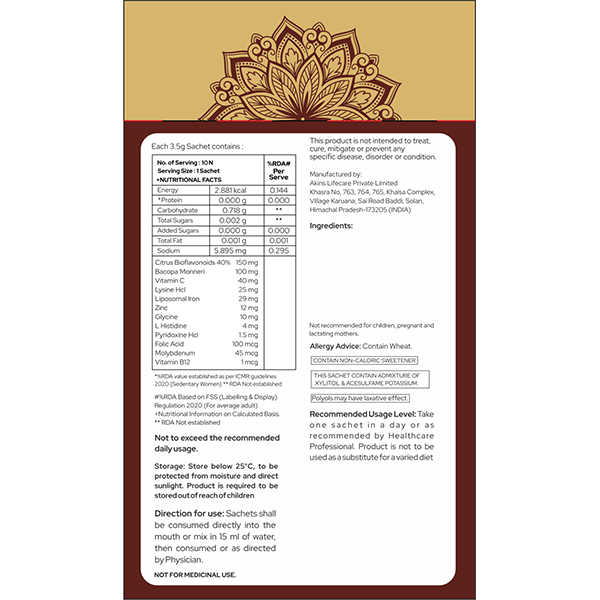 Each 3.5g Sachet contains :
No. of Serving : 10 N
Serving Size : 1 Sachet
+NUTRITIONAL FACTS
%RDA#
Per
Serve
Energy 2.881 kcal 0.144
*Protein 0.000 g 0.000
Carbohydrate 0.718 g **
Total Sugars 0.002 g **
Added Sugars 0.000 g 0.000
Total Fat 0.001 g 0.001
Sodium 5.895 mg 0.295
Citrus Bioflavonoids 40% 150 mg
Bacopa Monneri 100 mg
Vitamin C 40 mg
Lysine Hcl 25 mg
Liposomal Iron 29 mg
Zinc 12 mg
Glycine 10 mg
L Histidine 4 mg
Pyridoxine Hcl 1.5 mg
Folic Acid 100 mcg
Molybdenum 45 mcg
Vitamin B12 1 mcg
*%RDA value established as per ICMR guidelines
2020 (Sedentary Women) ** RDA Not established
#%RDA Based on FSS (Labelling & Display)
Regulation 2020 (For average adult)
+Nutritional Information on Calculated Basis.
** RDA Not established
Not to exceed the recommended
daily usage.
Storage: Store below 25°C, to be
protected from moisture and direct
sunlight. Product is required to be
stored out of reach of children
Direction for use: Sachets shall
be consumed directly into the
mouth or mix in 15 ml of water,
then consumed or as directed
by Physician.
NOT FOR MEDICINAL USE.
This product is not intended to treat,
cure, mitigate or prevent any
specific disease, disorder or condition.
Manufactured by:
Akins Lifecare Private Limited
Khasra No, 763, 764, 765, Khalsa Complex,
Village Karuana, Sai Road Baddi, Solan,
Himachal Pradesh-173205 (INDIA)
Ingredients:
Not recommended for children, pregnant and
lactating mothers.
Allergy Advice: Contain Wheat.
CONTAIN NON-CALORIC SWEETENER
THIS SACHET CONTAIN ADMIXTURE OF
XYLITOL & ACESULFAME POTASSIUM.
Polyols may have laxative effect.
Recommended Usage Level: Take
one sachet in a day or as
recommended by Healthcare
Professional. Product is not to be
used as a substitute for a varied diet